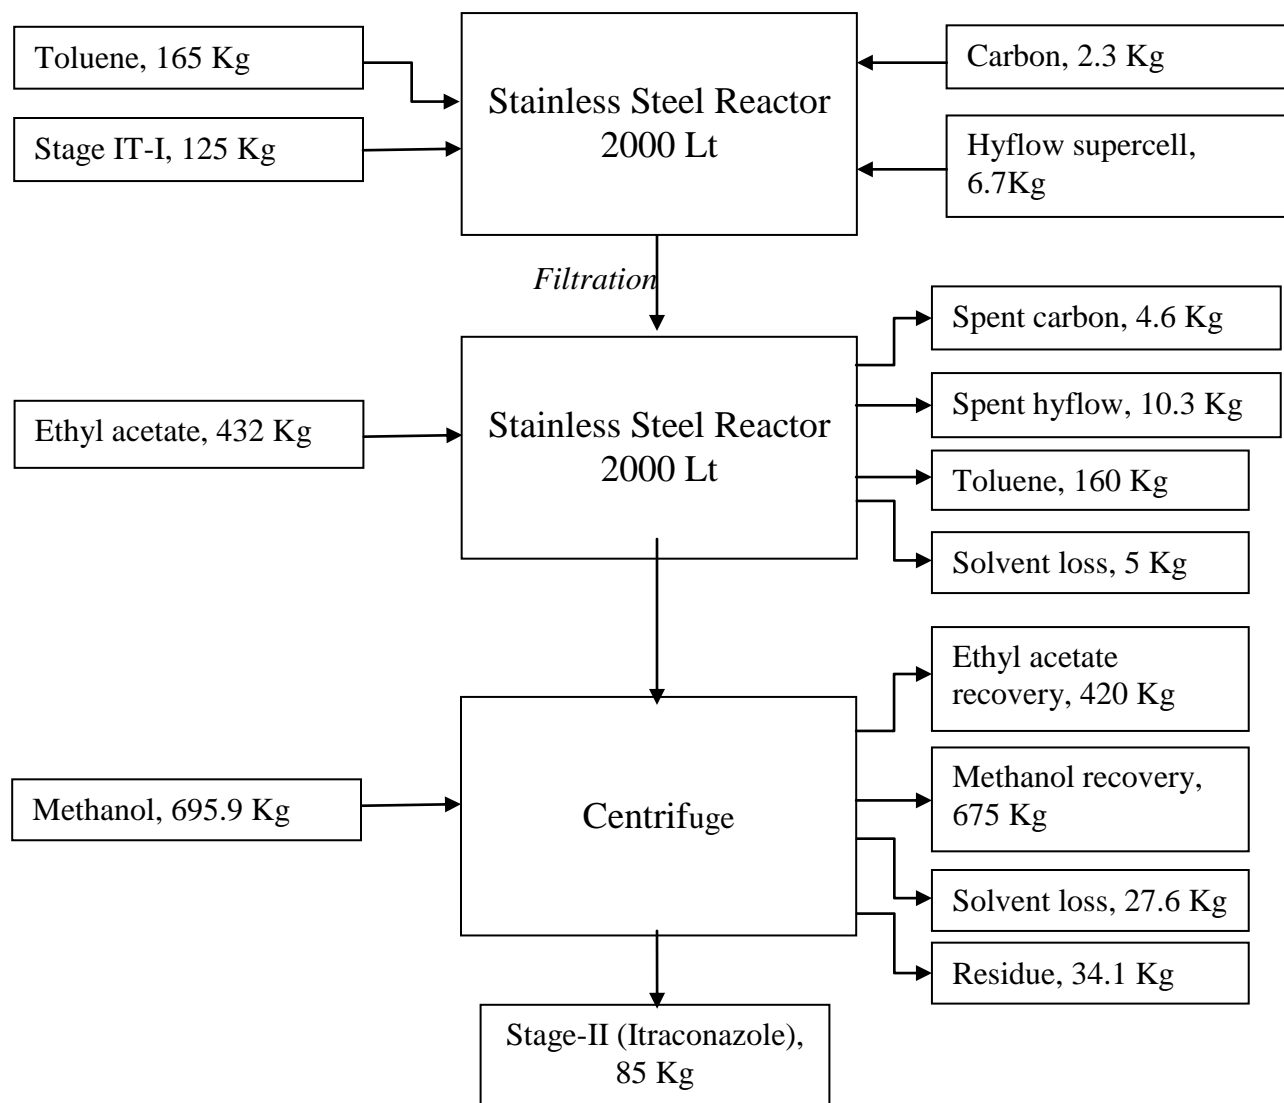 Toluene, 165 Kg
Stage IT-I, 125 Kg
Stainless Steel Reactor
2000 Lt
Carbon, 2.3 Kg
Hyflow supercell,
6.7Kg
Filtration
Ethyl acetate, 432 Kg
Stainless Steel Reactor
2000 Lt
Spent carbon, 4.6 Kg
Spent hyflow, 10.3 Kg
Toluene, 160 Kg
Solvent loss, 5 Kg
Methanol, 695.9 Kg
Centrifuge
Ethyl acetate
recovery, 420 Kg
Methanol recovery,
675 Kg
Solvent loss, 27.6 Kg
Residue, 34.1 Kg
Stage-II (Itraconazole),
85 Kg